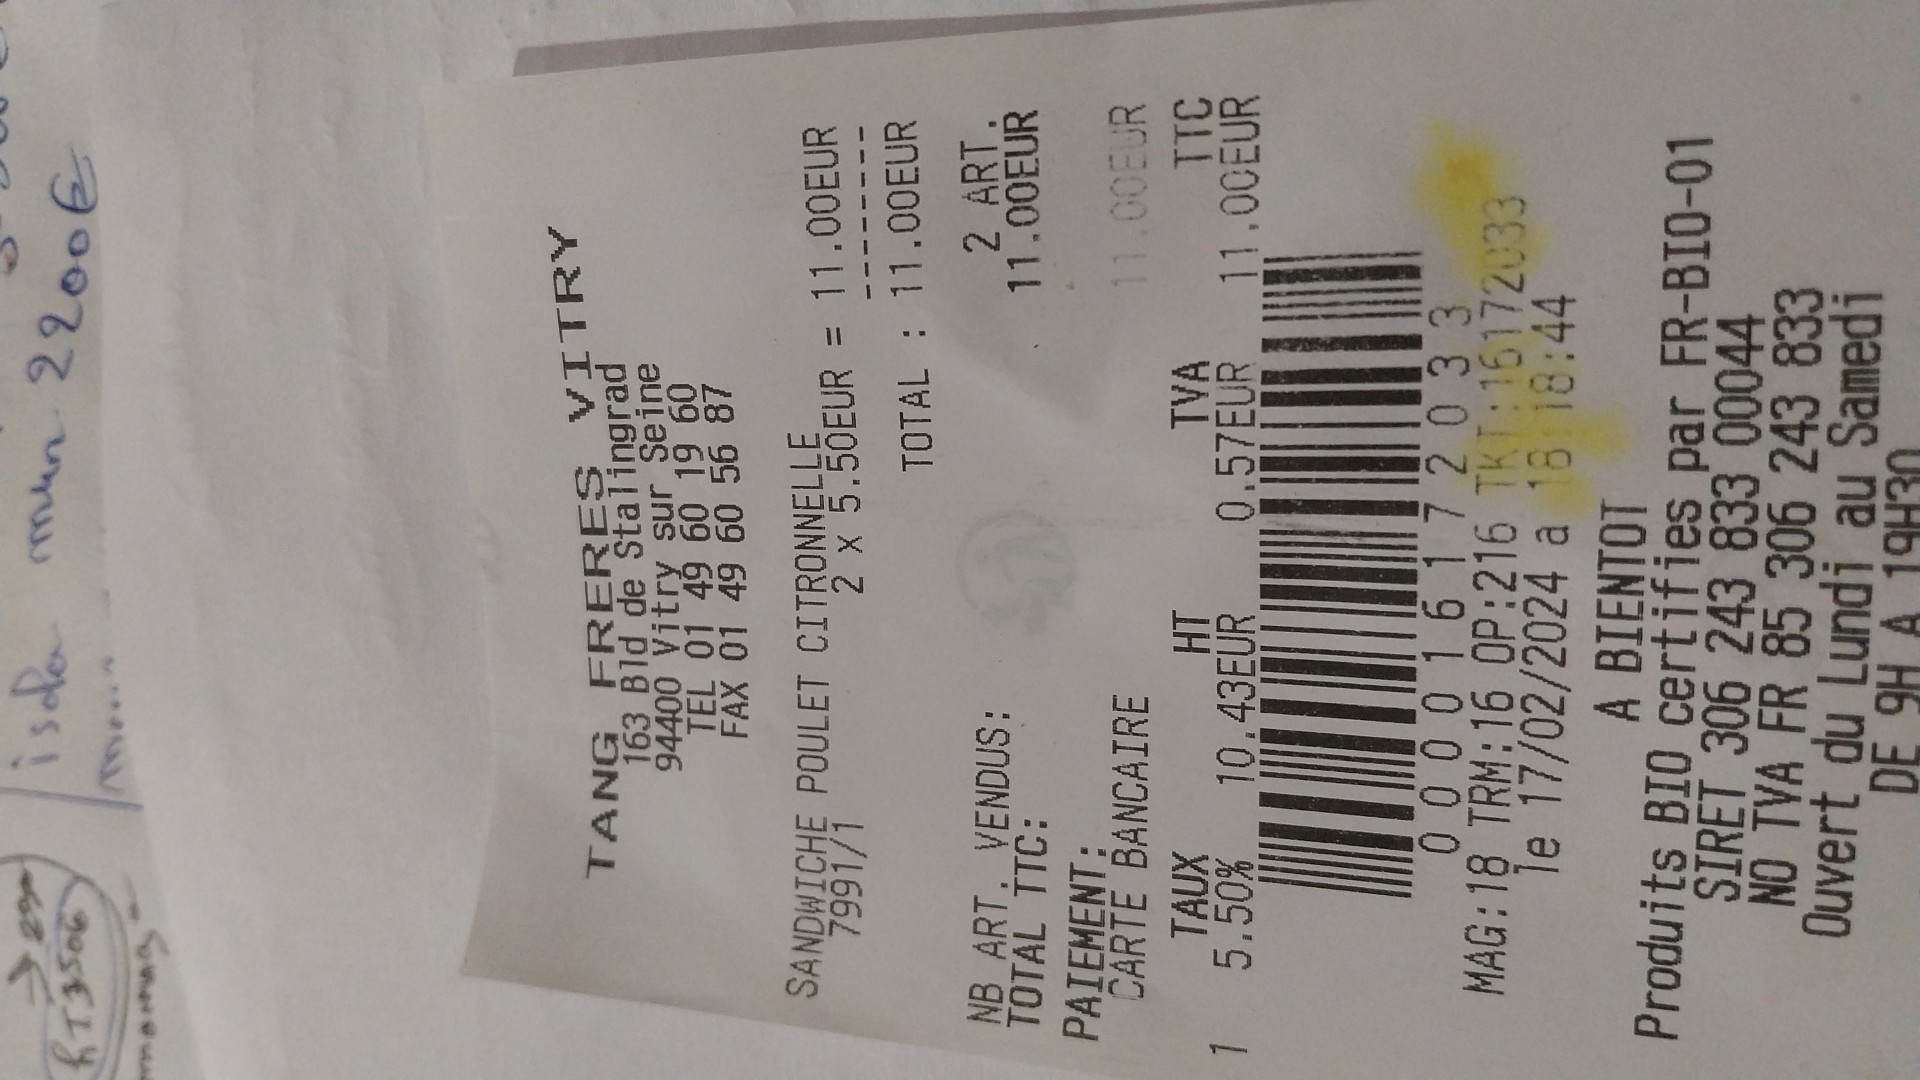 TANG FRERES VITRY
163 Bld de Stalingrad
94400 Vitry sur Seine
TEL 01 49 60 19 60
FAX 01 49 60 56 87
SANDWICHE POULET CITRONNELLE
7991/1 2 X 5.50EUR = 11.00EUR
-------
TOTAL : 11.00EUR
NB ART. VENDUS: 2 ART.
TOTAL TTC: 11.00EUR
PAIEMENT:
CARTE BANCAIRE 11.00EUR
TAUX HT TVA TTC
1 5.50% 10.43EUR 0.57EUR 11.00EUR
0 0 0 0 1 6 1 7 2 0 3 3
MAG:18 TRM:16 OP:216 TKT:16172033
le 17/02/2024 a 18:18:44
A BIENTOT
Produits BIO certifies par FR-BIO-01
SIRET 306 243 833 00044
NO TVA FR 85 306 243 833
Ouvert du Lundi au Samedi
DE 9H A 19H30
2200€